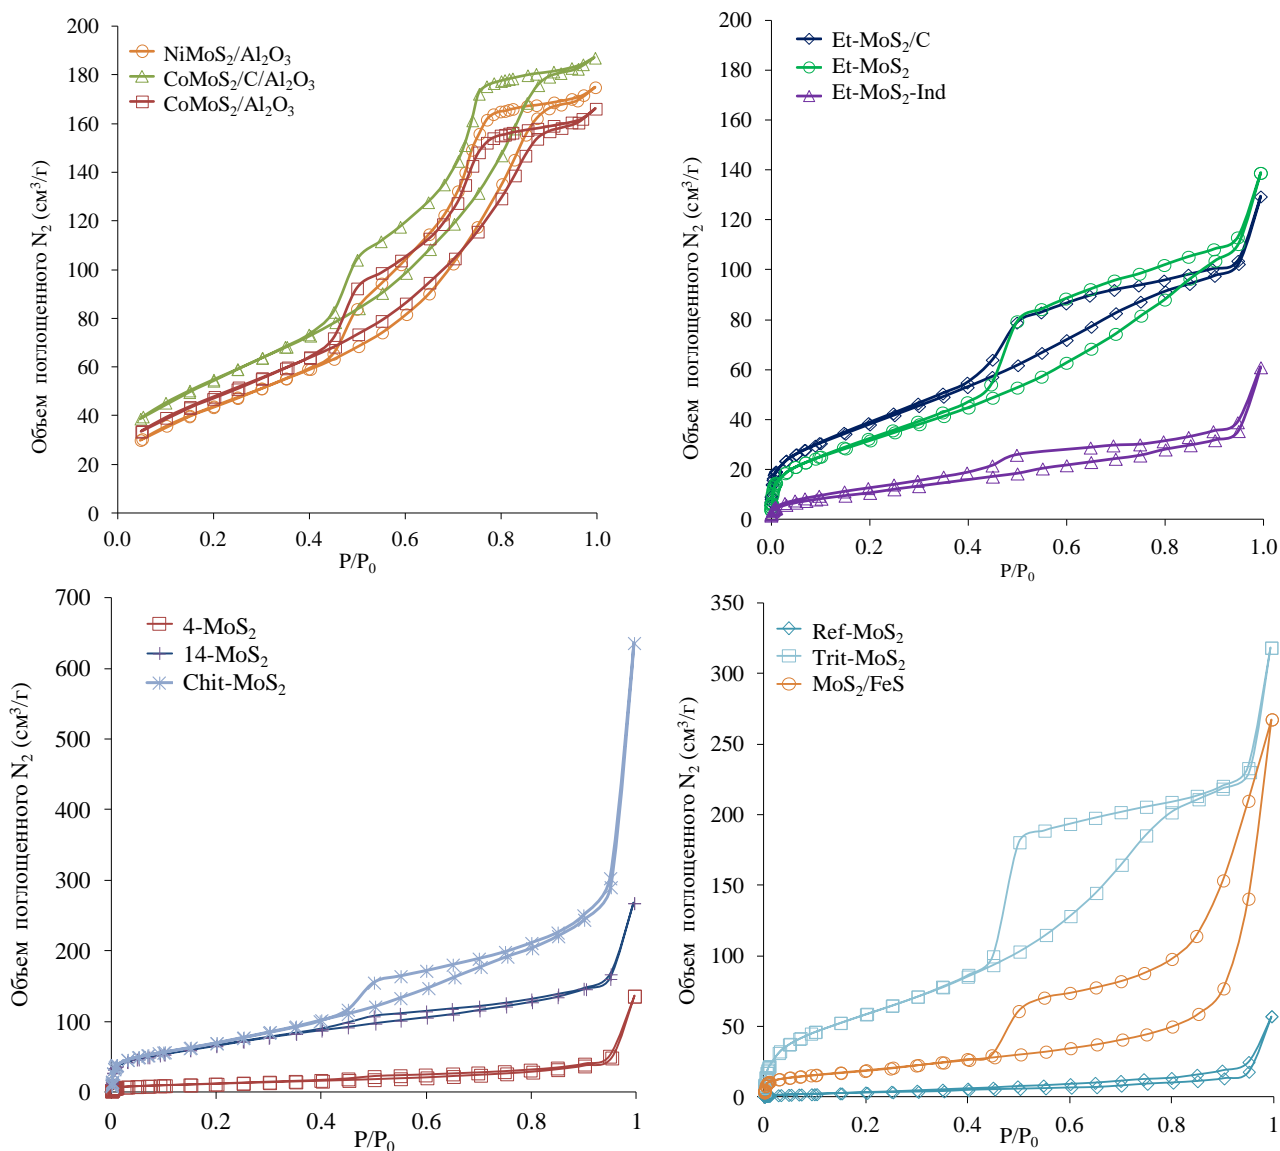 Объем поглощенного N₂ (см³/г)
200
180
160
140
120
100
80
60
40
20
0
NiMoS₂/Al₂O₃
CoMoS₂/C/Al₂O₃
CoMoS₂/Al₂O₃
0.0 0.2 0.4 0.6 0.8 1.0
P/P₀
Объем поглощенного N₂ (см³/г)
200
180
160
140
120
100
80
60
40
20
0
Et-MoS₂/C
Et-MoS₂
Et-MoS₂-Ind
0.0 0.2 0.4 0.6 0.8 1.0
P/P₀
Объем поглощенного N₂ (см³/г)
700
600
500
400
300
200
100
0
4-MoS₂
14-MoS₂
Chit-MoS₂
0 0.2 0.4 0.6 0.8 1
P/P₀
Объем поглощенного N₂ (см³/г)
350
300
250
200
150
100
50
0
Ref-MoS₂
Trit-MoS₂
MoS₂/FeS
0 0.2 0.4 0.6 0.8 1
P/P₀